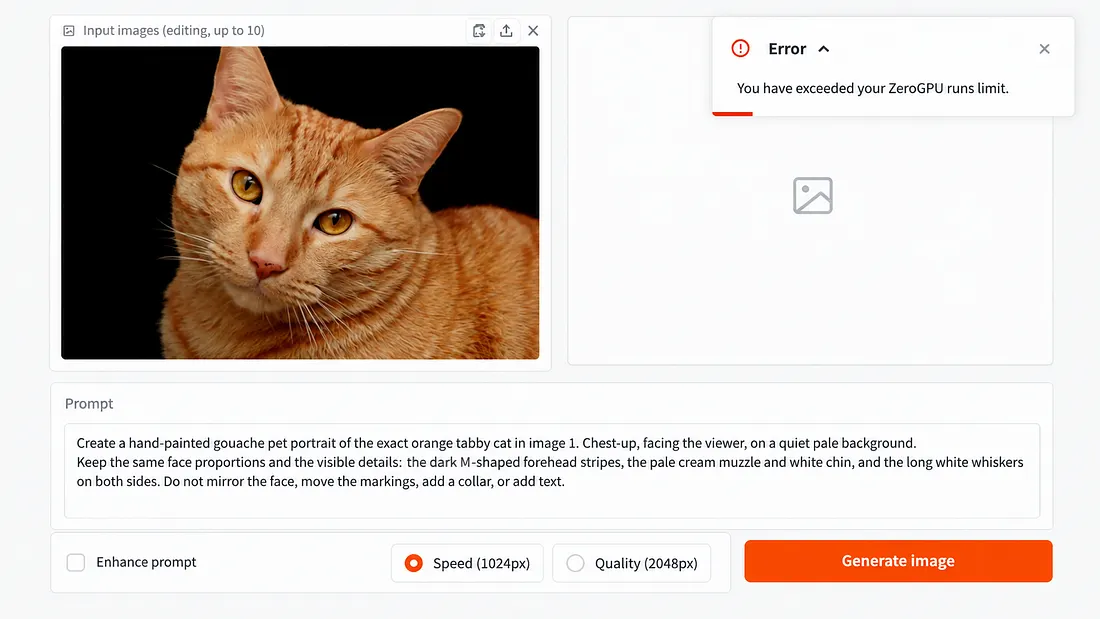 Input images (editing, up to 10)
Error
You have exceeded your ZeroGPU runs limit.
Prompt
Create a hand-painted gouache pet portrait of the exact orange tabby cat in image 1. Chest-up, facing the viewer, on a quiet pale background.
Keep the same face proportions and the visible details: the dark M-shaped forehead stripes, the pale cream muzzle and white chin, and the long white whiskers
on both sides. Do not mirror the face, move the markings, add a collar, or add text.
Enhance prompt
Speed (1024px)
Quality (2048px)
Generate image